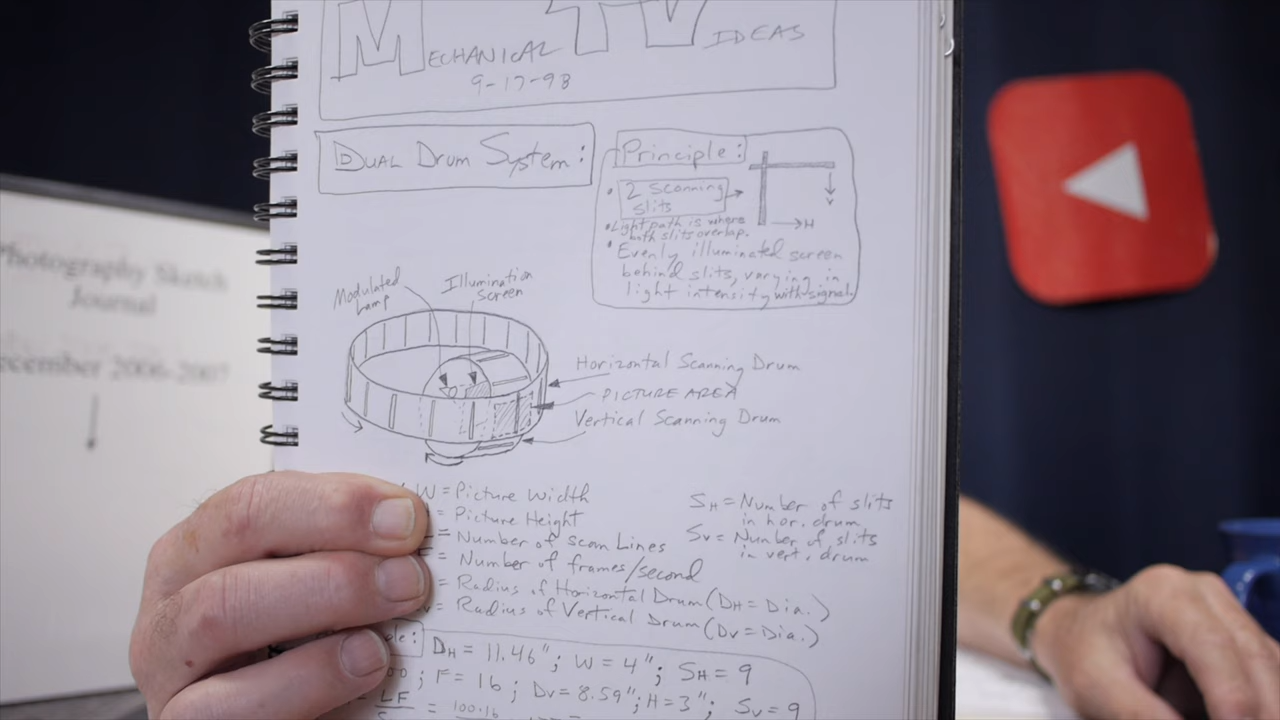 MECHANICAL TV IDEAS
9-17-98
DUAL DRUM SYSTEM:
Principle:
• 2 scanning
slits
• Light path is where
both slits overlap.
• Evenly illuminated screen
behind slits, varying in
light intensity with signal.
H
Modulated
Lamp
Illumination
Screen
Horizontal Scanning Drum
PICTURE AREA
Vertical Scanning Drum
W = Picture Width
= Picture Height
= Number of scan Lines
= Number of frames/second
= Radius of Horizontal Drum (DH = Dia.)
= Radius of Vertical Drum (DV = Dia.)
SH = Number of slits
in hor. drum
SV = Number of slits
in vert. drum
DH = 11.46"; W = 4"; SH = 9
; F = 16; DV = 8.59"; H = 3"; SV = 9
= LF = 100·16
Photography Sketch
Journal
December 2006-2007